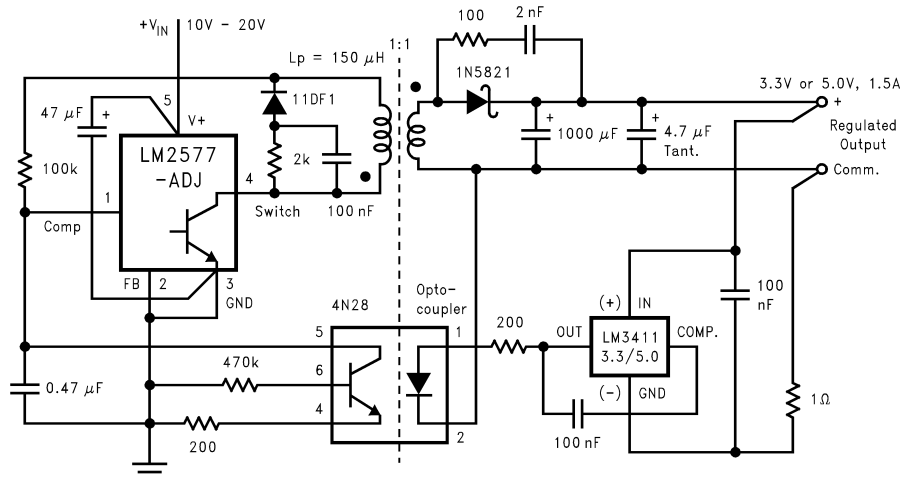 +VIN 10V - 20V
100
2 nF
Lp = 150 μH
1:1
1N5821
3.3V or 5.0V, 1.5A
+
Regulated
Output
Comm.
47 μF
+
5
V+
11DF1
LM2577
-ADJ
100k
1
Comp
4
Switch
2k
100 nF
+
1000 μF
+
4.7 μF
Tant.
FB
2
3
GND
4N28
Opto-
coupler
5
1
200
OUT
(+)
IN
LM3411
3.3/5.0
COMP.
(-)
GND
100
nF
470k
6
0.47 μF
4
200
2
100 nF
1Ω